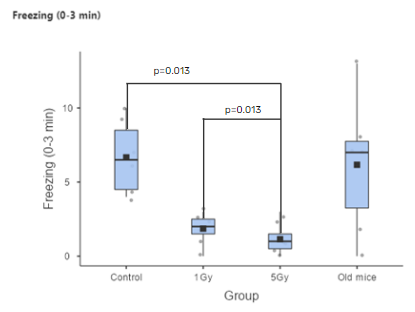 Freezing (0-3 min)
p=0.013
p=0.013
Freezing (0-3 min)
10
5
0
Control
1Gy
5Gy
Old mice
Group